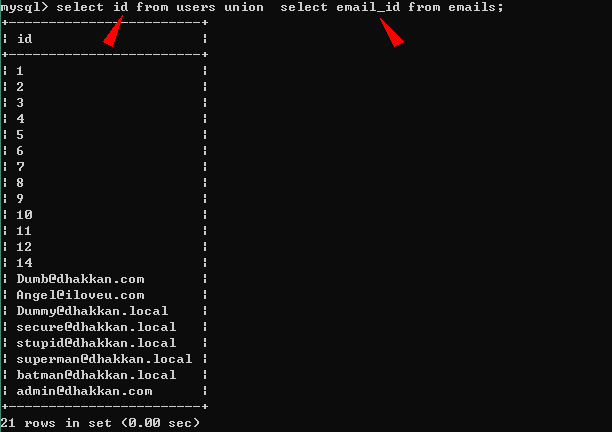 mysql> select id from users union  select email_id from emails;
+------------------------+
| id                     |
+------------------------+
| 1                      |
| 2                      |
| 3                      |
| 4                      |
| 5                      |
| 6                      |
| 7                      |
| 8                      |
| 9                      |
| 10                     |
| 11                     |
| 12                     |
| 14                     |
| Dumb@dhakkan.com       |
| Angel@iloveu.com       |
| Dummy@dhakkan.local    |
| secure@dhakkan.local   |
| stupid@dhakkan.local   |
| superman@dhakkan.local |
| batman@dhakkan.local   |
| admin@dhakkan.com      |
+------------------------+
21 rows in set (0.00 sec)